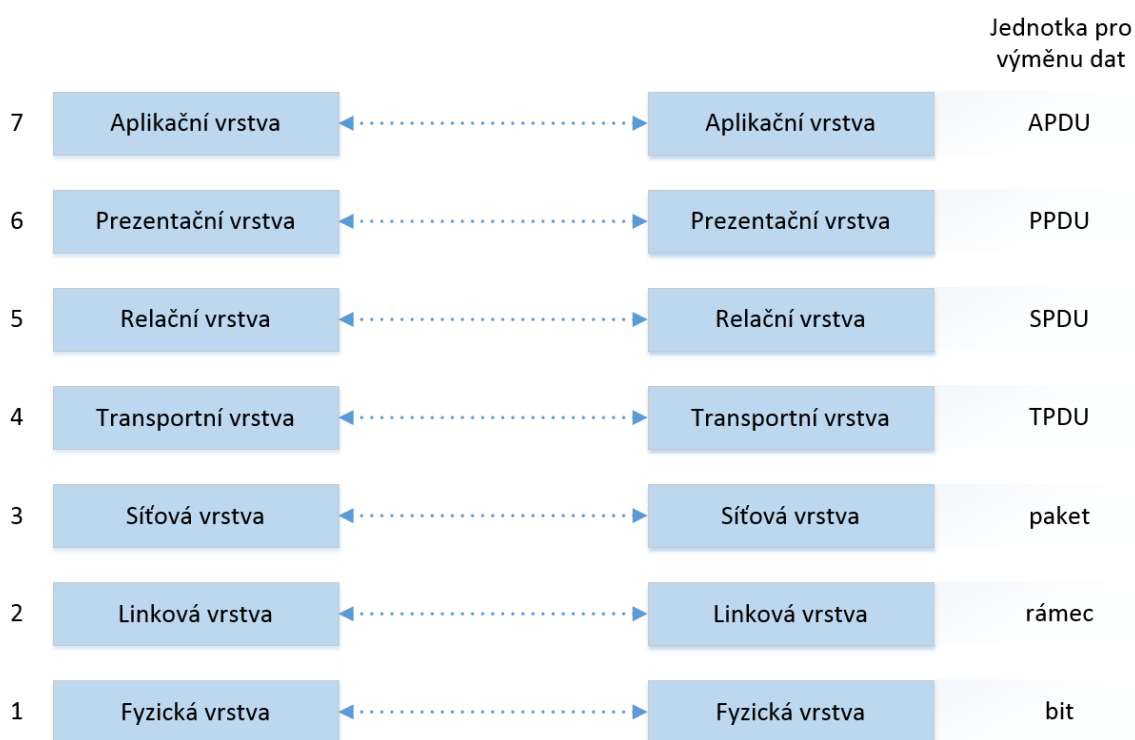 Jednotka pro
výměnu dat
7 Aplikační vrstva Aplikační vrstva APDU
6 Prezentační vrstva Prezentační vrstva PPDU
5 Relační vrstva Relační vrstva SPDU
4 Transportní vrstva Transportní vrstva TPDU
3 Síťová vrstva Síťová vrstva paket
2 Linková vrstva Linková vrstva rámec
1 Fyzická vrstva Fyzická vrstva bit